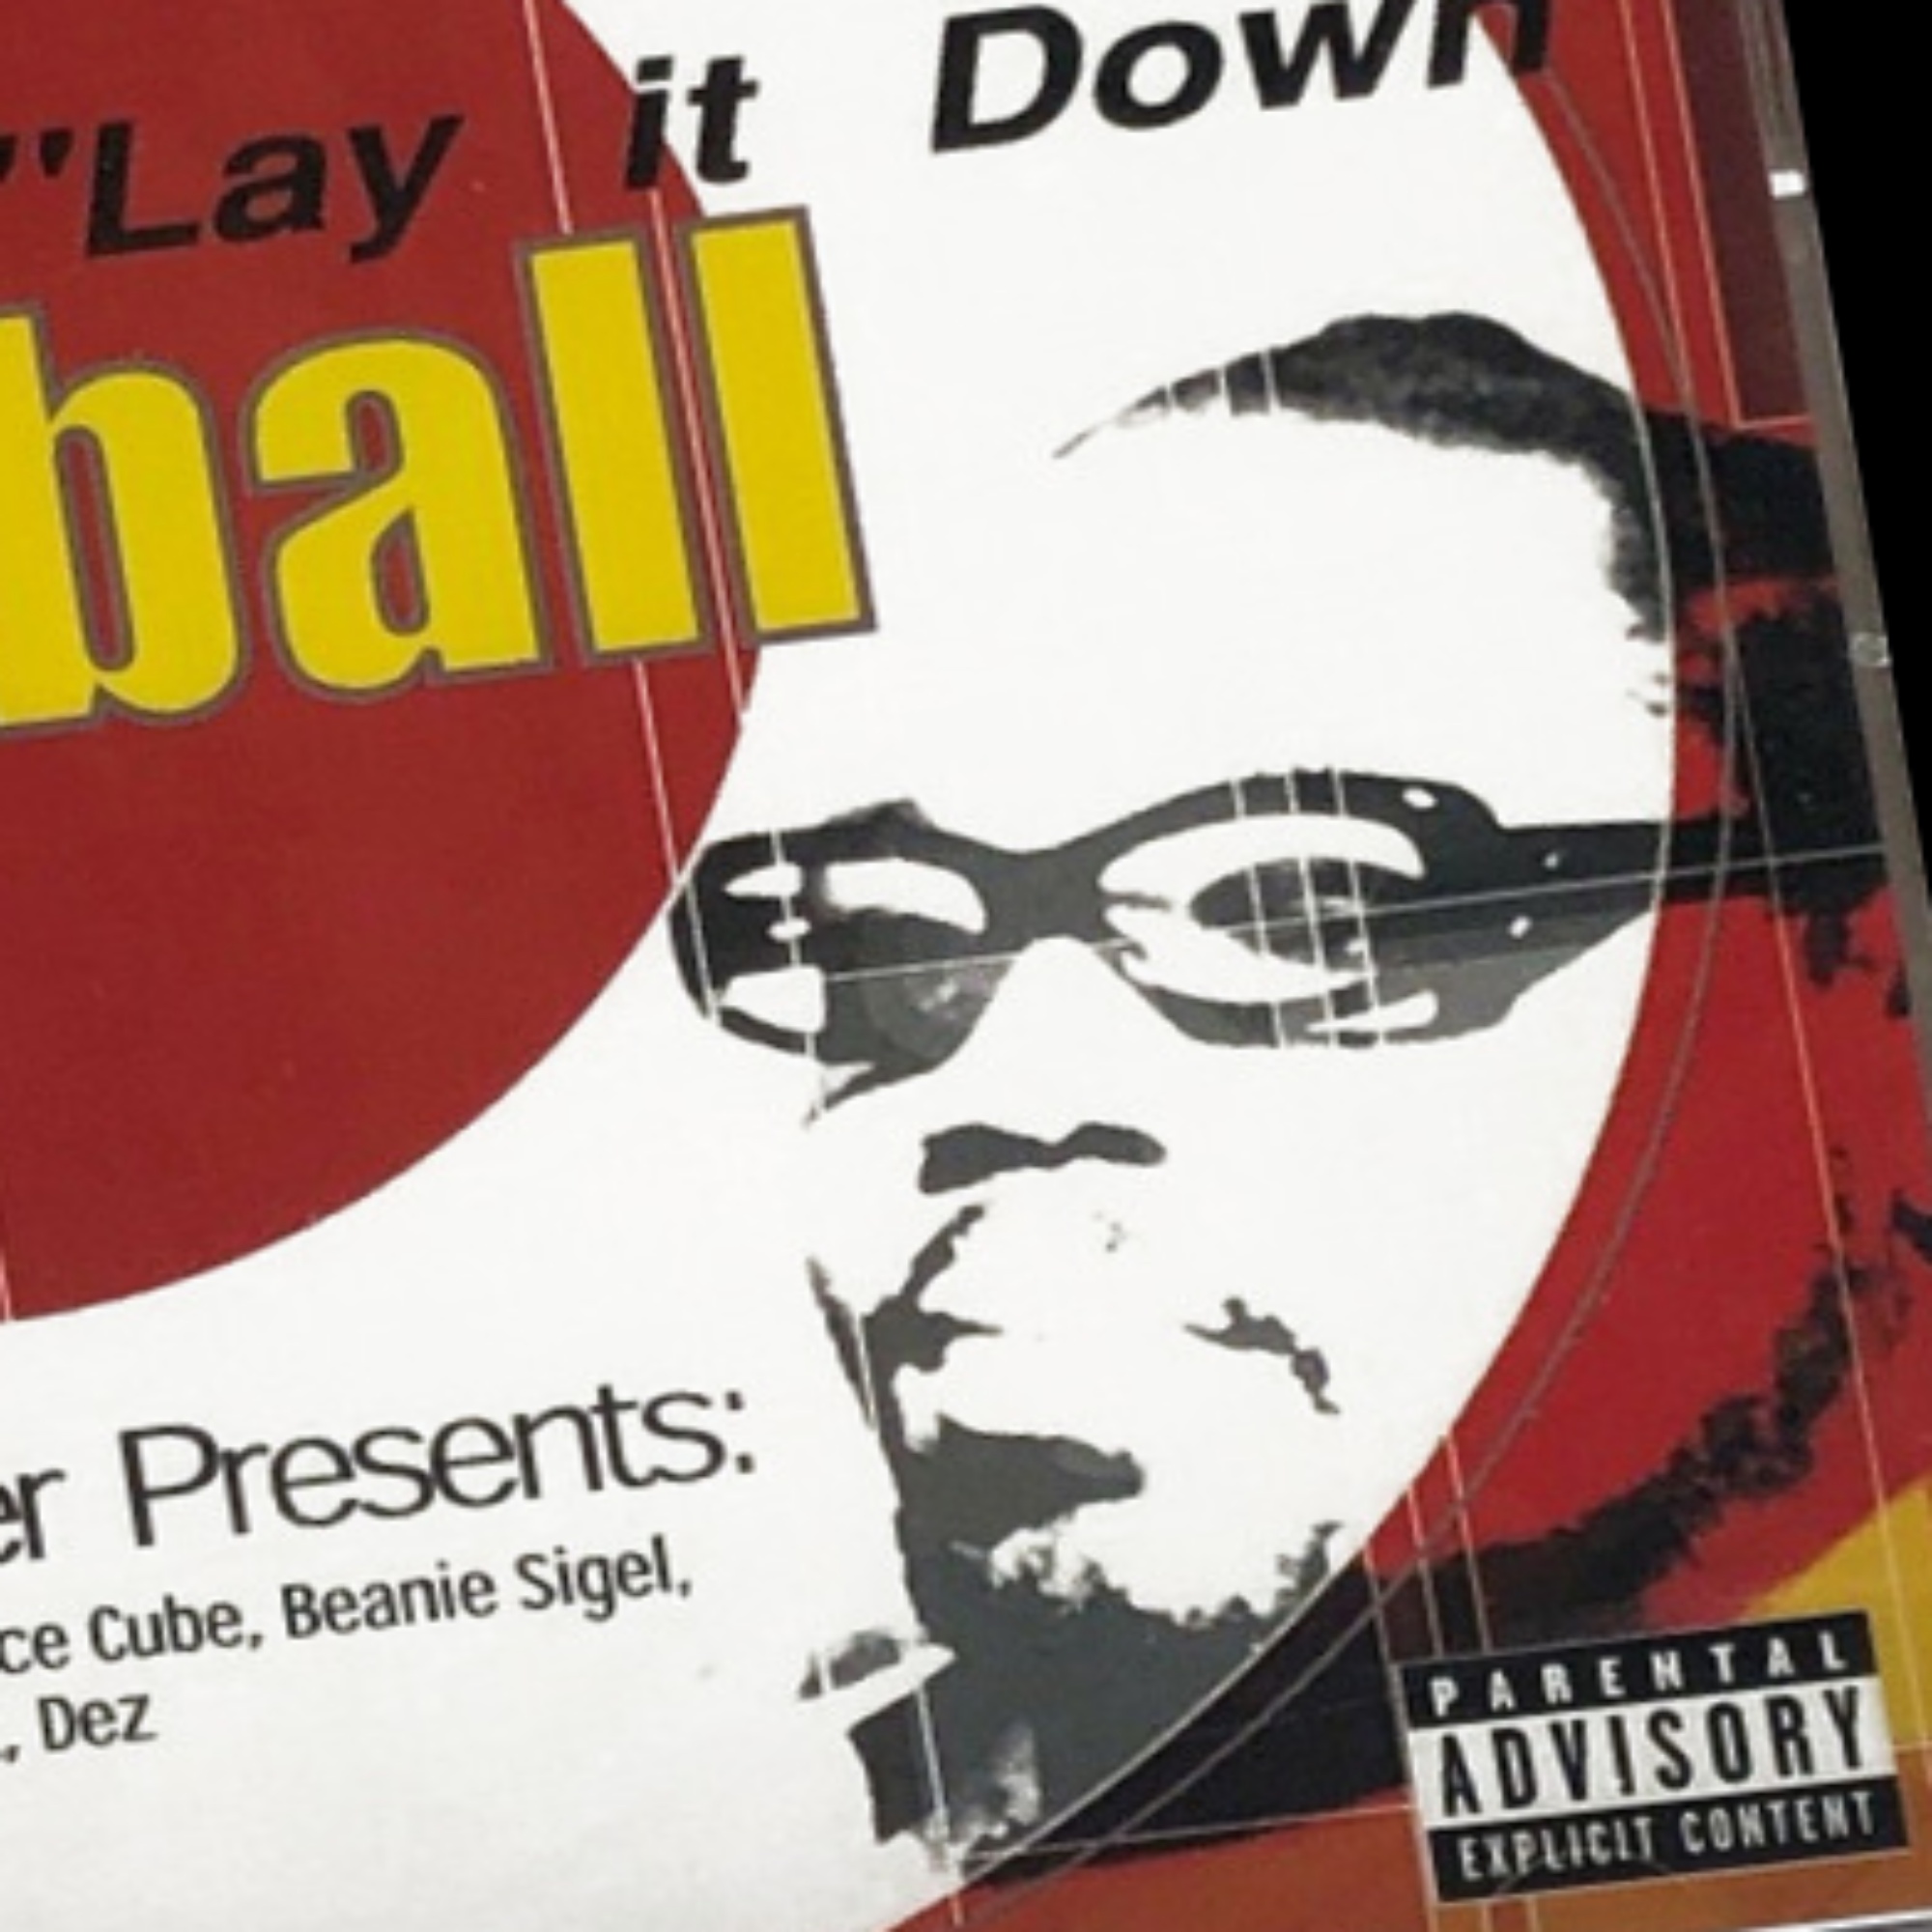 "Lay it Down
ball
er Presents:
ce Cube, Beanie Sigel,
, Dez
PARENTAL
ADVISORY
EXPLICIT CONTENT